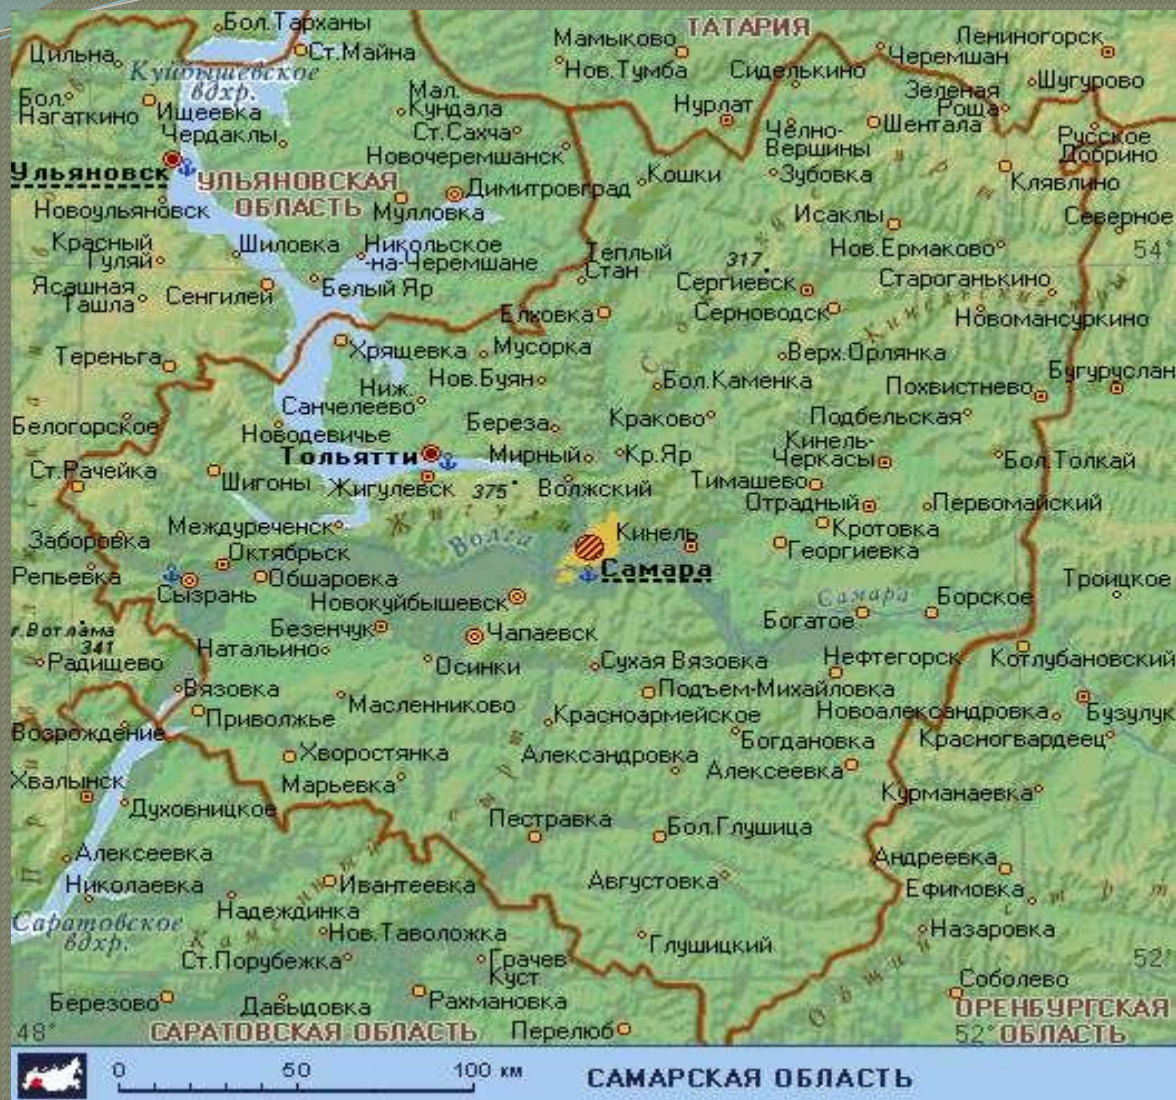 Бол.Тарханы
ТАТАРИЯ
Мамыково
Лениногорск
Цильна
Ст.Майна
Черемшан
Куйбышевское
вдхр.
Нов.Тумба
Сиделькино
Шугурово
Бол.
Нагаткино
Ишеевка
Мал.
Кундала
Нурлат
Зеленая
Роща
Чердаклы
Ст.Сахча
Челно-
Вершины
Шентала
Русское
Добрино
Новочеремшанск
Ульяновск
УЛЬЯНОВСКАЯ
ОБЛАСТЬ
Димитровград
Кошки
Зубовка
Клявлино
Новоульяновск
Мулловка
Исаклы
Северное
Красный
Гуляй
Шиловка
Никольское
-на-Черемшане
Теплый
Стан
317
Нов.Ермаково
54°
Ясашная
Ташла
Сенгилей
Белый Яр
Сергиевск
Староганькино
Елховка
Серноводск
Новомансуркино
Тереньга
Хрящевка
Мусорка
Верх.Орлянка
Ниж.
Санчелеево
Нов.Буян
Бол.Каменка
Похвистнево
Бугуруслан
Белогорское
Новодевичье
Береза
Краково
Подбельская
Тольятти
Мирный
Кр.Яр
Кинель-
Черкасы
Бол.Толкай
Ст.Рачейка
Шигоны
Жигулевск
375
Волжский
Тимашево
Отрадный
Первомайский
Междуреченск
Волга
Кинель
Кротовка
Заборовка
Октябрьск
Георгиевка
Репьевка
Обшаровка
Самара
Троицкое
Сызрань
Новокуйбышевск
Самара
Борское
г.Вотлама
341
Безенчук
Чапаевск
Богатое
Радищево
Натальино
Осинки
Сухая Вязовка
Нефтегорск
Котлубановский
Вязовка
Масленниково
Подъем-Михайловка
Приволжье
Красноармейское
Новоалександровка
Бузулук
Возрождение
Хворостянка
Александровка
Богдановка
Красногвардеец
Хвалынск
Марьевка
Алексеевка
Курманаевка
Духовницкое
Пестравка
Бол.Глушица
Алексеевка
Андреевка
Николаевка
Ивантеевка
Августовка
Ефимовка
Саратовское
вдхр.
Надеждинка
Нов.Таволожка
Глушицкий
Назаровка
Ст.Порубежка
Грачев
Куст
52°
Соболево
Березово
Давыдовка
Рахмановка
ОРЕНБУРГСКАЯ
ОБЛАСТЬ
48°
САРАТОВСКАЯ ОБЛАСТЬ
Перелюб
52°
0 50 100 км
САМАРСКАЯ ОБЛАСТЬ